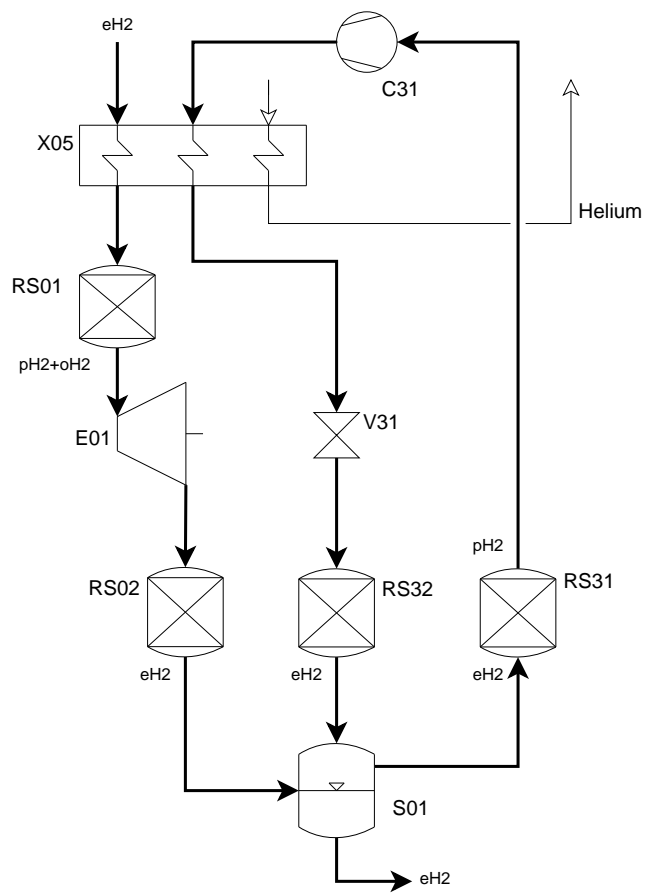 eH2
C31
X05
Helium
RS01
pH2+oH2
V31
E01
pH2
RS02
RS32
RS31
eH2
eH2
eH2
S01
eH2